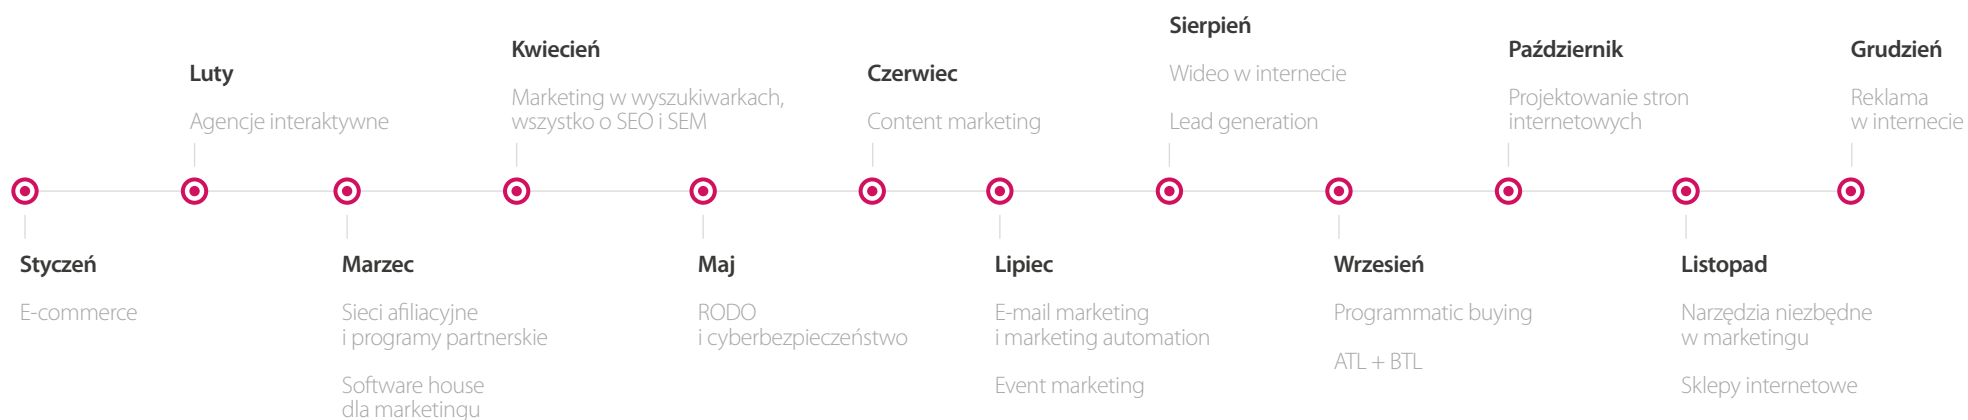 Styczeń
E-commerce
Luty
Agencje interaktywne
Marzec
Sieci afiliacyjne
i programy partnerskie
Software house
dla marketingu
Kwiecień
Marketing w wyszukiwarkach,
wszystko o SEO i SEM
Maj
RODO
i cyberbezpieczeństwo
Czerwiec
Content marketing
Lipiec
E-mail marketing
i marketing automation
Event marketing
Sierpień
Wideo w internecie
Lead generation
Wrzesień
Programmatic buying
ATL + BTL
Październik
Projektowanie stron
internetowych
Listopad
Narzędzia niezbędne
w marketingu
Sklepy internetowe
Grudzień
Reklama
w internecie